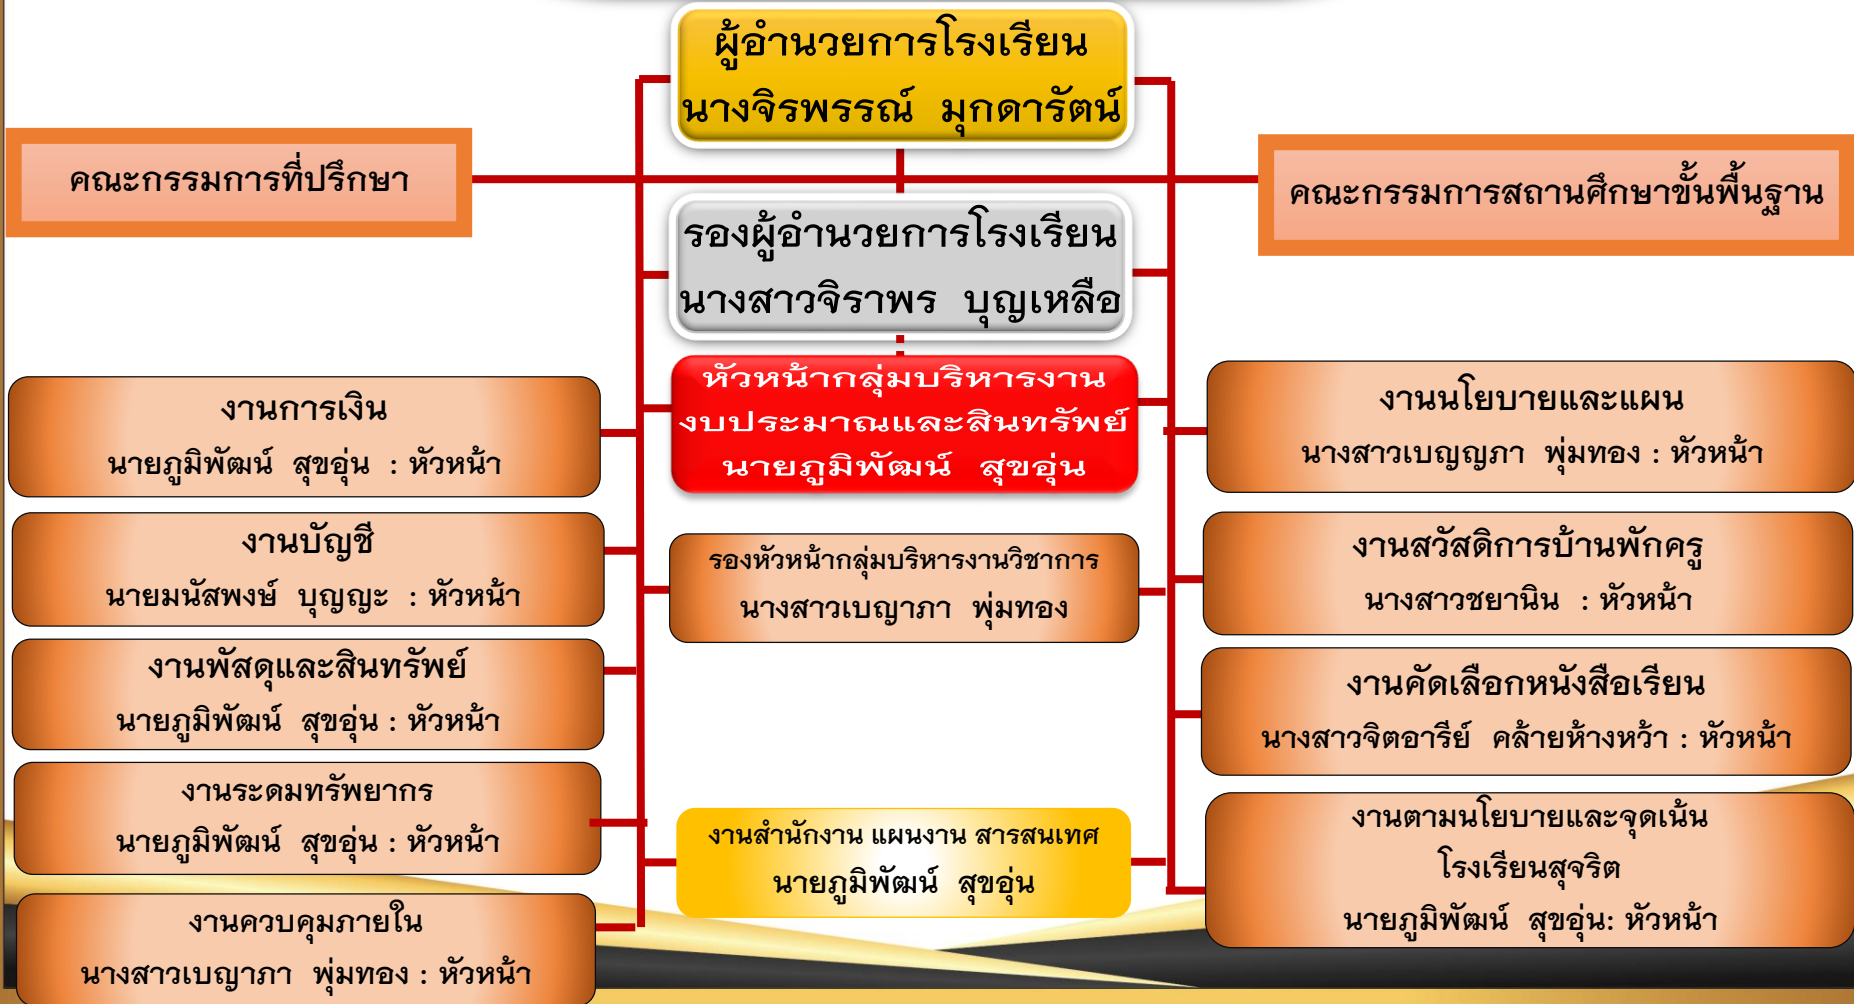 ผู้อำนวยการโรงเรียน
นางจิรพรรณ์ มุกดารัตน์
คณะกรรมการที่ปรึกษา
คณะกรรมการสถานศึกษาขั้นพื้นฐาน
รองผู้อำนวยการโรงเรียน
นางสาวจิราพร บุญเหลือ
หัวหน้ากลุ่มบริหารงาน
งบประมาณและสินทรัพย์
นายภูมิพัฒน์ สุขอุ่น
รองหัวหน้ากลุ่มบริหารงานวิชาการ
นางสาวเบญาภา พุ่มทอง
งานสำนักงาน แผนงาน สารสนเทศ
นายภูมิพัฒน์ สุขอุ่น
งานการเงิน
นายภูมิพัฒน์ สุขอุ่น : หัวหน้า
งานบัญชี
นายมนัสพงษ์ บุญญะ : หัวหน้า
งานพัสดุและสินทรัพย์
นายภูมิพัฒน์ สุขอุ่น : หัวหน้า
งานระดมทรัพยากร
นายภูมิพัฒน์ สุขอุ่น : หัวหน้า
งานควบคุมภายใน
นางสาวเบญาภา พุ่มทอง : หัวหน้า
งานนโยบายและแผน
นางสาวเบญญภา พุ่มทอง : หัวหน้า
งานสวัสดิการบ้านพักครู
นางสาวชยานิน : หัวหน้า
งานคัดเลือกหนังสือเรียน
นางสาวจิตอารีย์ คล้ายห้างหว้า : หัวหน้า
งานตามนโยบายและจุดเน้น
โรงเรียนสุจริต
นายภูมิพัฒน์ สุขอุ่น: หัวหน้า